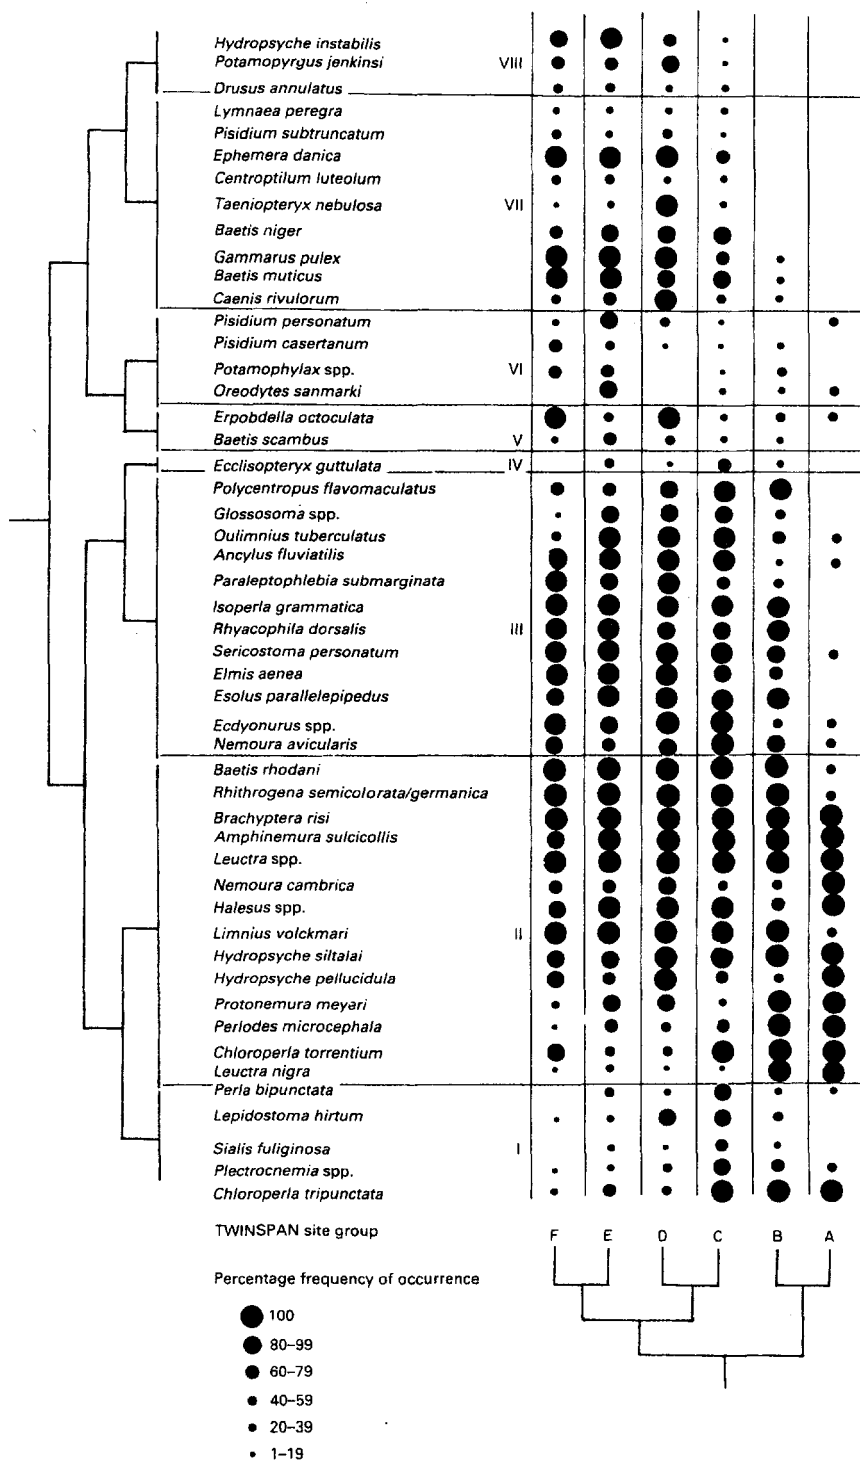 Hydropsyche instabilis
Potamopyrgus jenkinsi VIII
Drusus annulatus
Lymnaea peregra
Pisidium subtruncatum
Ephemera danica
Centroptilum luteolum
Taeniopteryx nebulosa VII
Baetis niger
Gammarus pulex
Baetis muticus
Caenis rivulorum
Pisidium personatum
Pisidium casertanum
Potamophylax spp. VI
Oreodytes sanmarki
Erpobdella octoculata
Baetis scambus V
Ecclisopteryx guttulata IV
Polycentropus flavomaculatus
Glossosoma spp.
Oulimnius tuberculatus
Ancylus fluviatilis
Paraleptophlebia submarginata
Isoperla grammatica
Rhyacophila dorsalis III
Sericostoma personatum
Elmis aenea
Esolus parallelepipedus
Ecdyonurus spp.
Nemoura avicularis
Baetis rhodani
Rhithrogena semicolorata/germanica
Brachyptera risi
Amphinemura sulcicollis
Leuctra spp.
Nemoura cambrica
Halesus spp.
Limnius volckmari II
Hydropsyche siltalai
Hydropsyche pellucidula
Protonemura meyeri
Perlodes microcephala
Chloroperla torrentium
Leuctra nigra
Perla bipunctata
Lepidostoma hirtum
Sialis fuliginosa I
Plectrocnemia spp.
Chloroperla tripunctata
TWINSPAN site group F E D C B A
Percentage frequency of occurrence
100
80–99
60–79
40–59
20–39
1–19